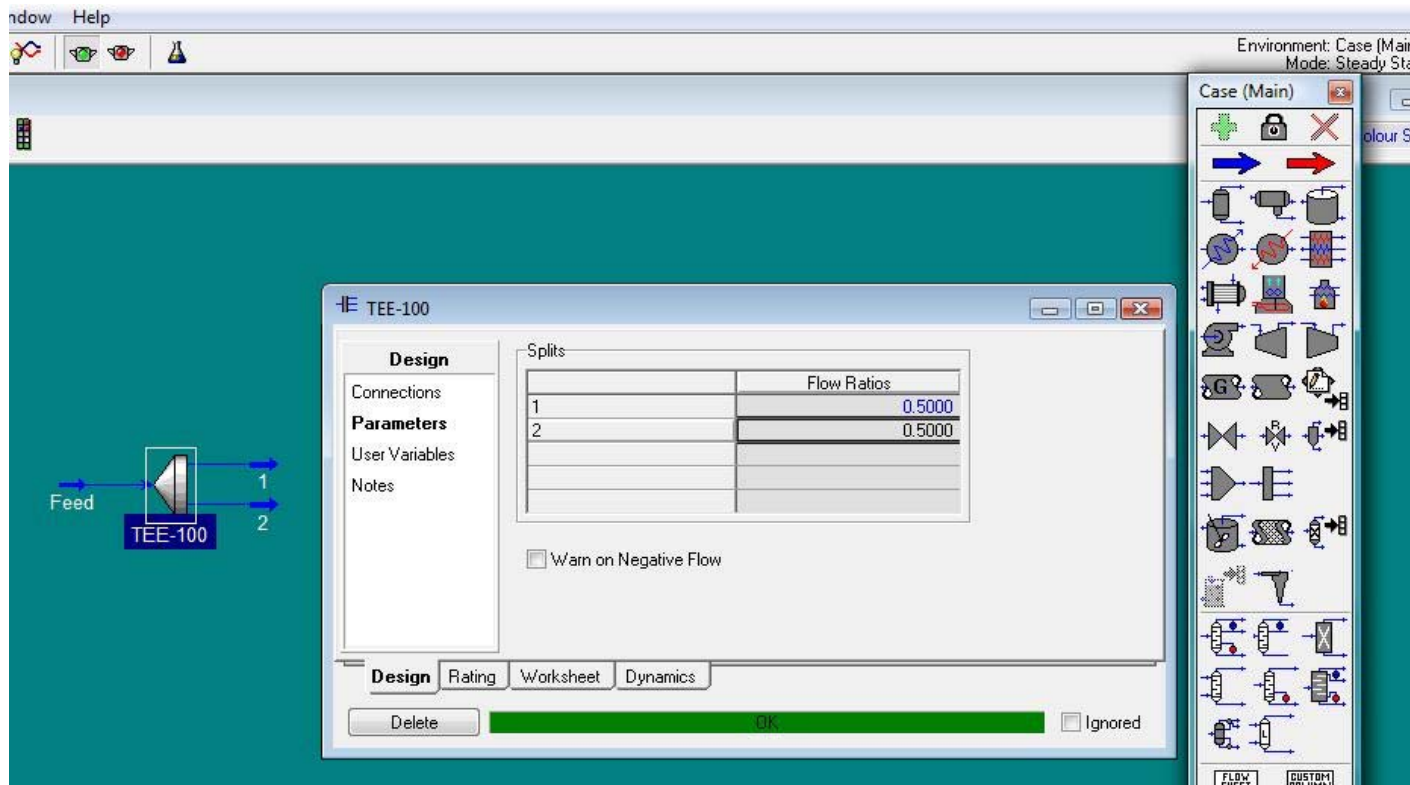 ndow Help
Environment: Case (Mair
Mode: Steady Sta
Case (Main)
olour S
TEE-100
Design
Connections
Parameters
User Variables
Notes
Splits
Flow Ratios
1 0.5000
2 0.5000
Warn on Negative Flow
Feed
1
2
TEE-100
Design Rating Worksheet Dynamics
Delete OK Ignored
G
R
L
FLOW CUSTOM